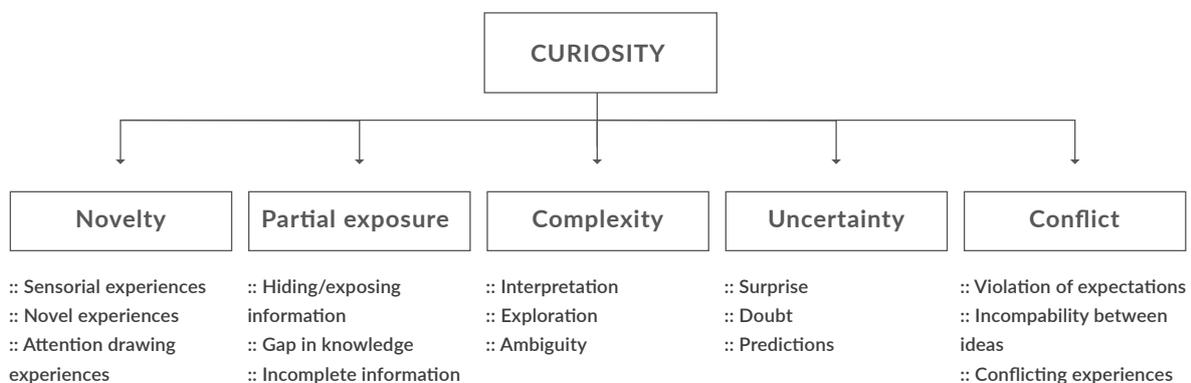 CURIOSITY
Novelty
:: Sensorial experiences
:: Novel experiences
:: Attention drawing
experiences
Partial exposure
:: Hiding/exposing
information
:: Gap in knowledge
:: Incomplete information
Complexity
:: Interpretation
:: Exploration
:: Ambiguity
Uncertainty
:: Surprise
:: Doubt
:: Predictions
Conflict
:: Violation of expectations
:: Incompability between
ideas
:: Conflicting experiences